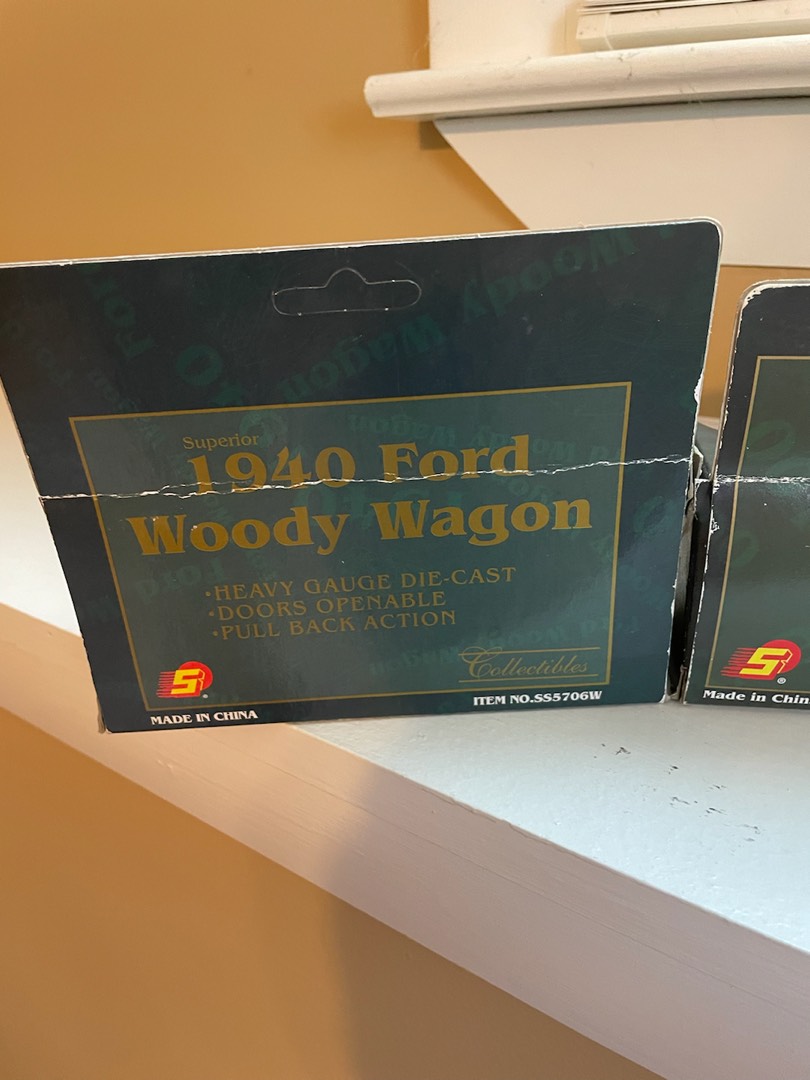 Superior
1940 Ford
Woody Wagon
•HEAVY GAUGE DIE-CAST
•DOORS OPENABLE
•PULL BACK ACTION
Collectibles
S®
MADE IN CHINA
ITEM NO.SS5706W
S®
Made in Chin